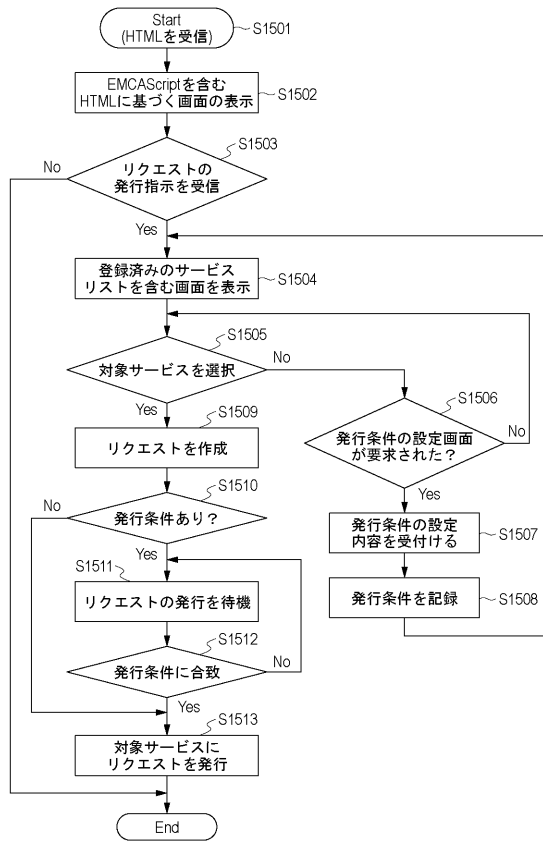 Start
(HTMLを受信)
S1501
EMCAScriptを含む
HTMLに基づく画面の表示
S1502
S1503
リクエストの
発行指示を受信
No
Yes
登録済みのサービス
リストを含む画面を表示
S1504
S1505
対象サービスを選択
No
Yes
S1506
発行条件の設定画面
が要求された?
No
Yes
S1509
リクエストを作成
S1507
発行条件の設定
内容を受付ける
S1508
発行条件を記録
S1510
発行条件あり?
No
Yes
S1511
リクエストの発行を待機
S1512
発行条件に合致
No
Yes
S1513
対象サービスに
リクエストを発行
End